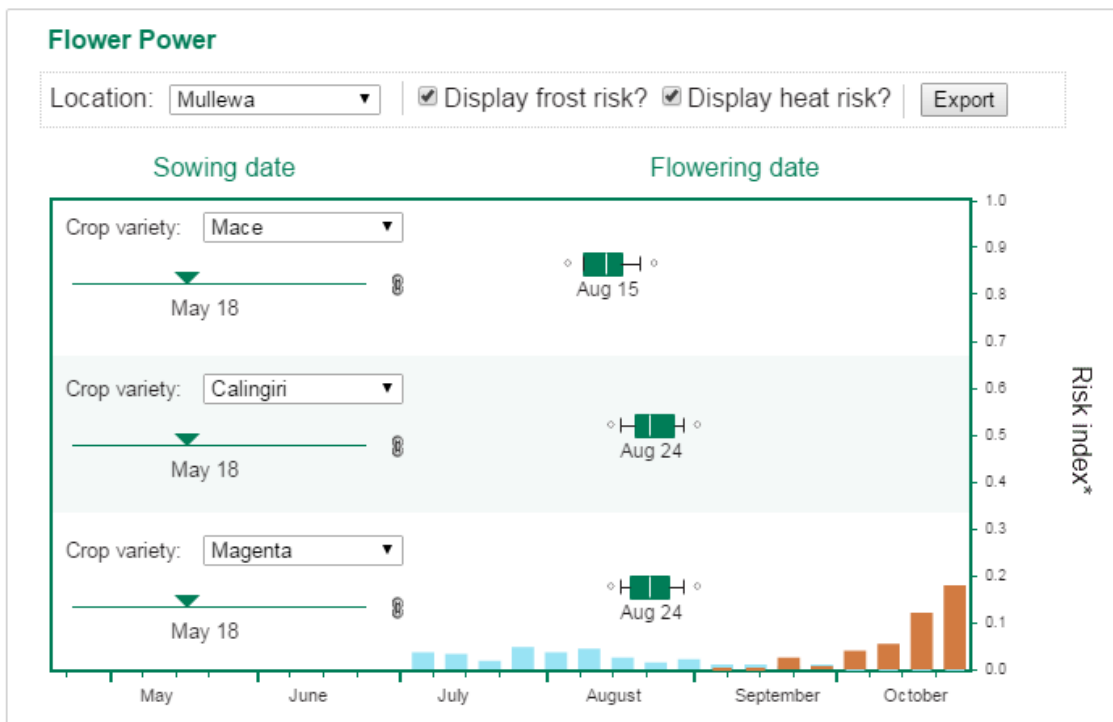 Flower Power
Location: Mullewa Display frost risk? Display heat risk? Export
Sowing date Flowering date
Crop variety: Mace
May 18
Aug 15
Crop variety: Calingiri
May 18
Aug 24
Crop variety: Magenta
May 18
Aug 24
1.0
0.9
0.8
0.7
0.6
0.5
0.4
0.3
0.2
0.1
0.0
Risk index*
May June July August September October